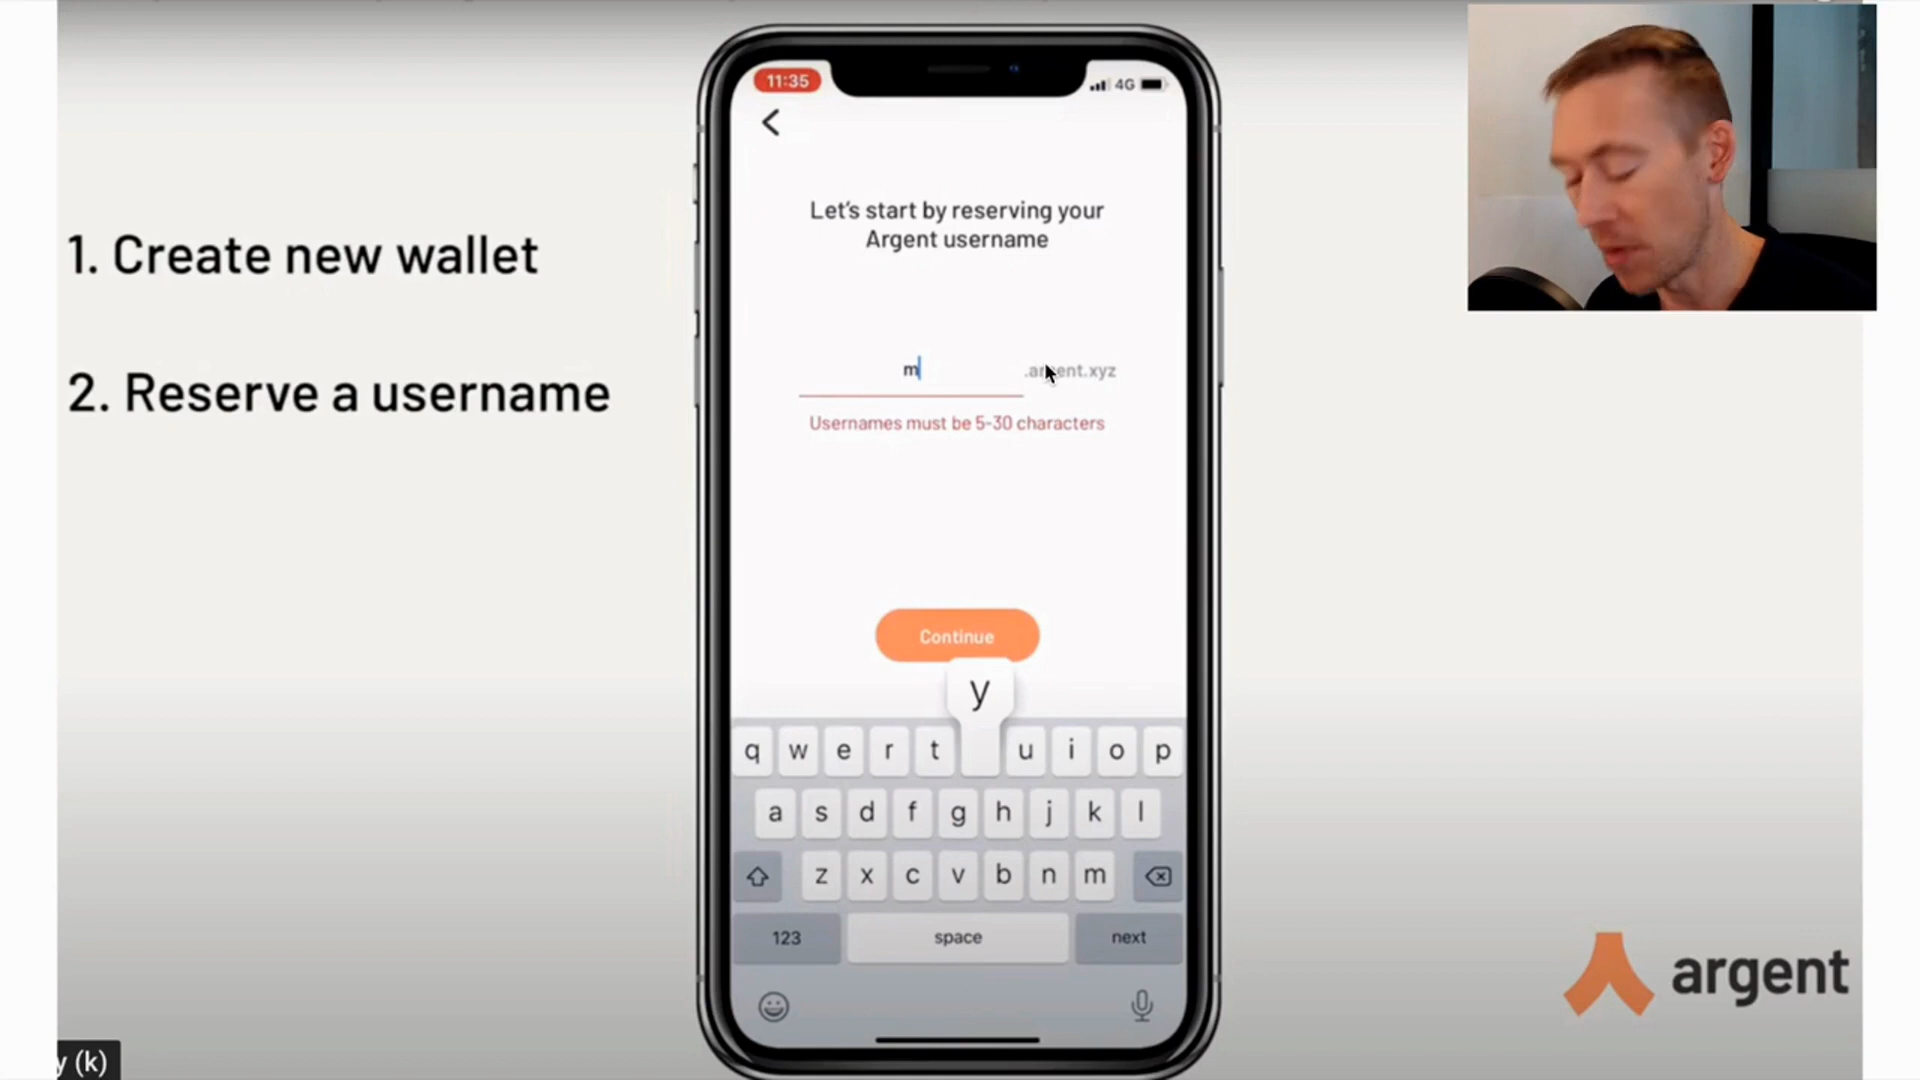 1. Create new wallet
2. Reserve a username
11:35
4G
Let's start by reserving your
Argent username
m
.argent.xyz
Usernames must be 5-30 characters
Continue
y
q w e r t u i o p
a s d f g h j k l
z x c v b n m
123 space next
argent
y (k)